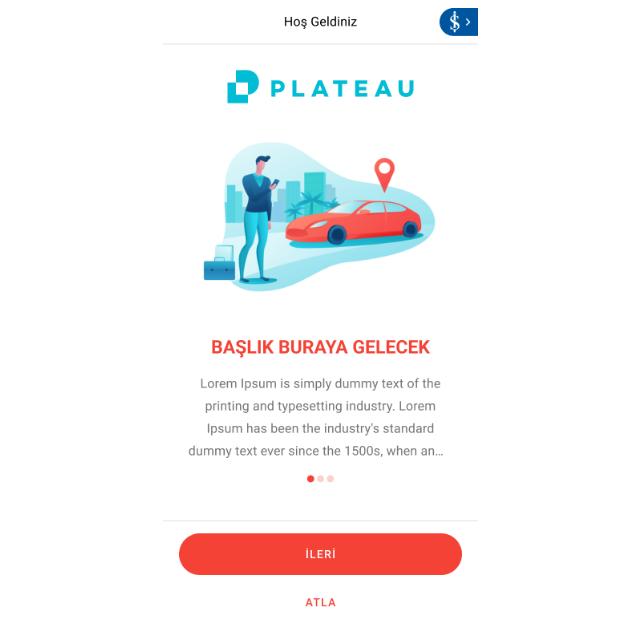 Hoş Geldiniz
PLATEAU
BAŞLIK BURAYA GELECEK
Lorem Ipsum is simply dummy text of the
printing and typesetting industry. Lorem
Ipsum has been the industry's standard
dummy text ever since the 1500s, when an...
İLERİ
ATLA